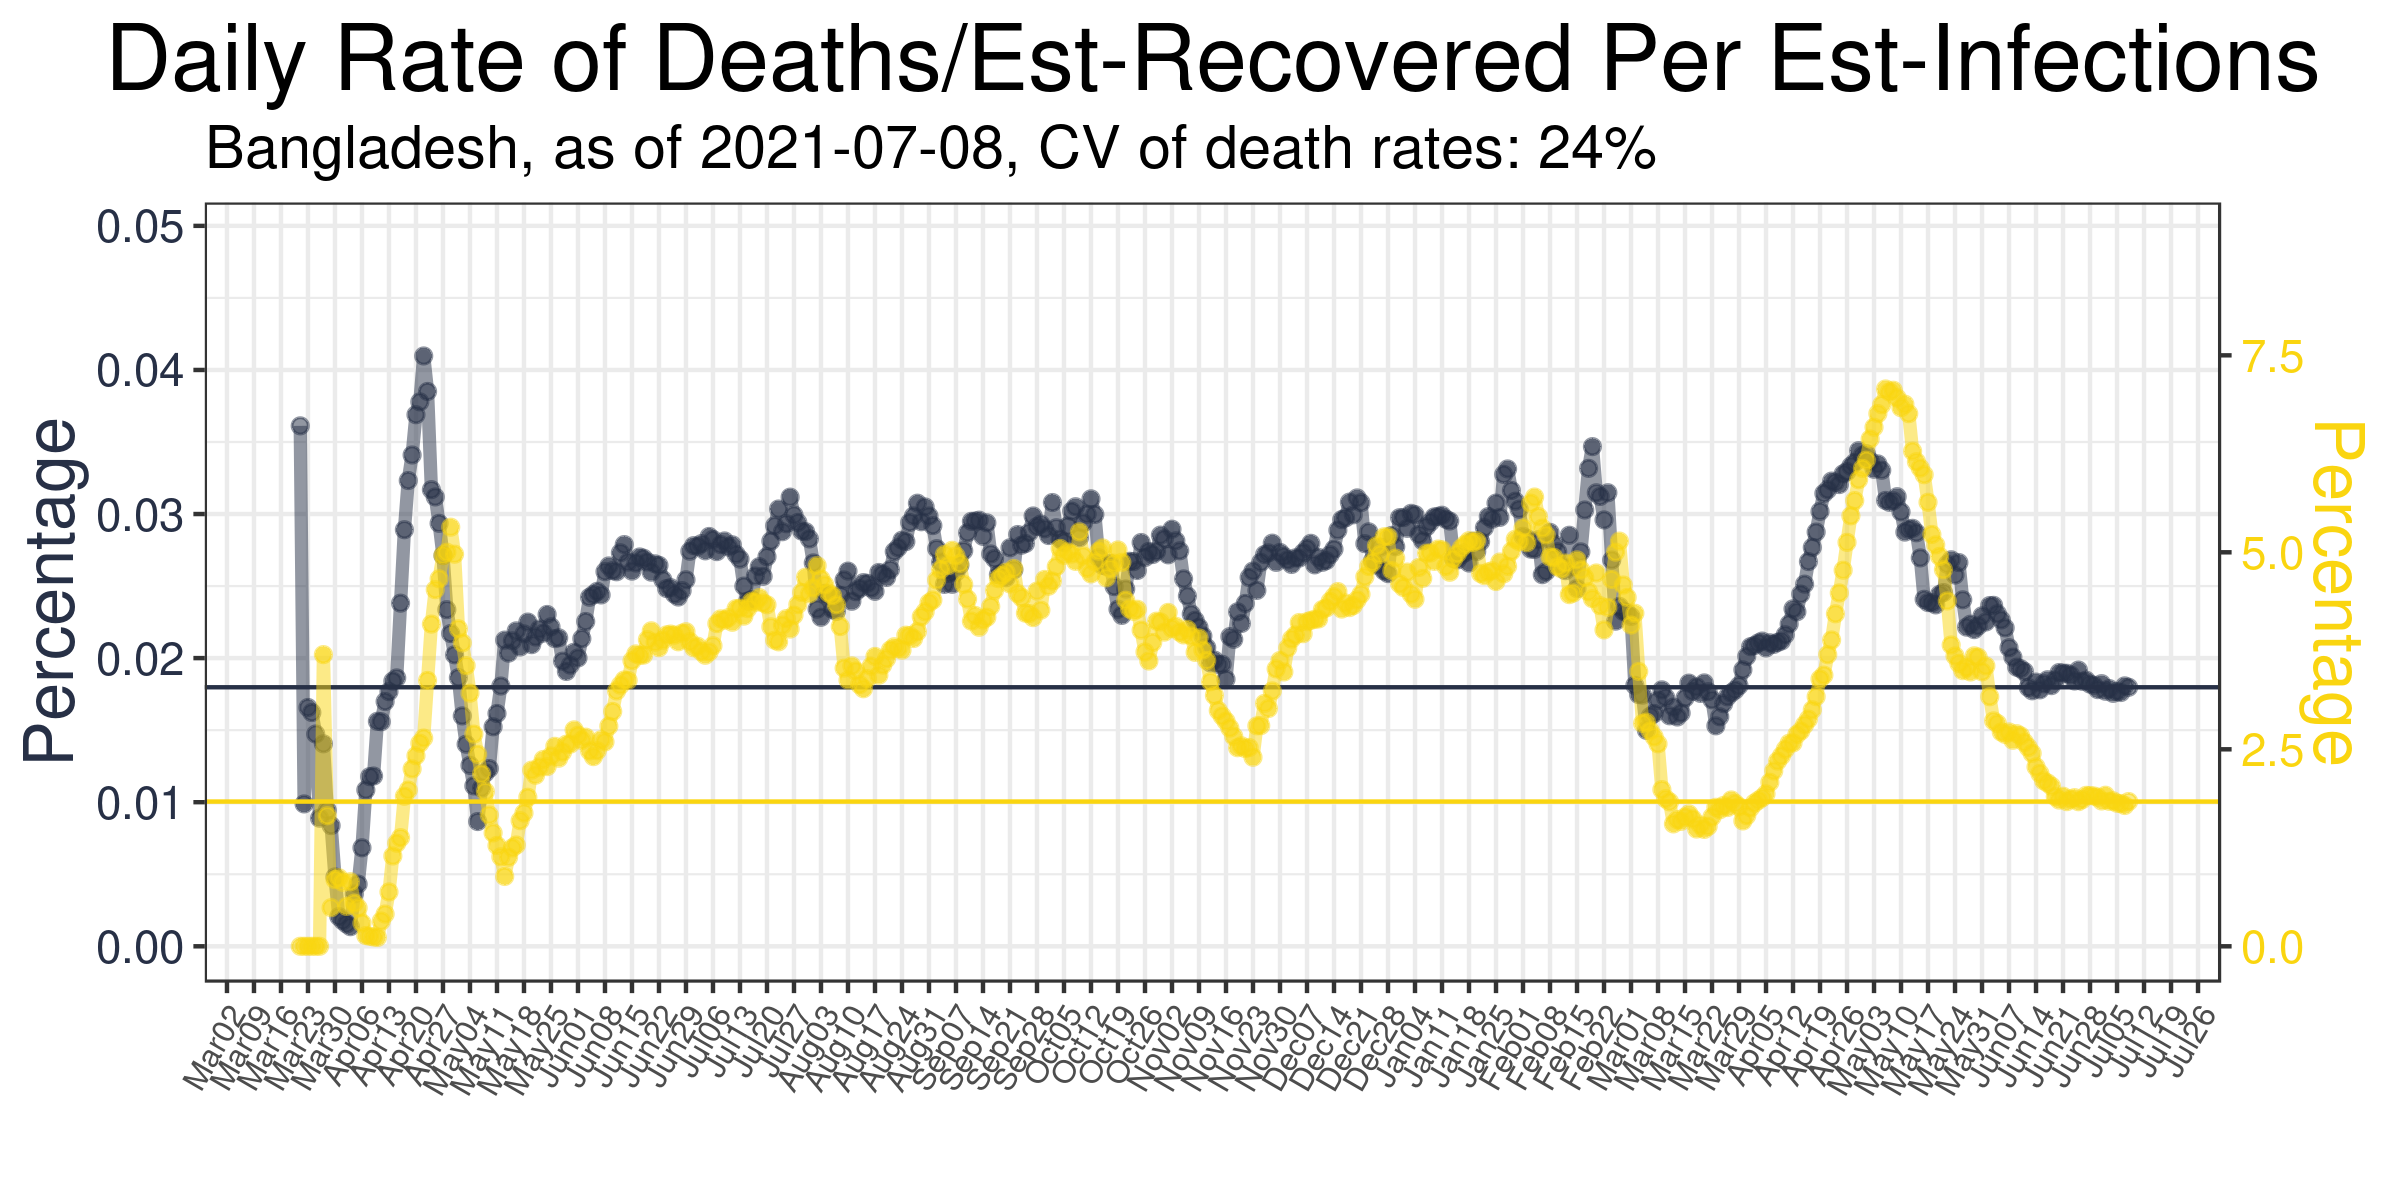 Daily Rate of Deaths/Est-Recovered Per Est-Infections
Bangladesh, as of 2021-07-08, CV of death rates: 24%
Percentage
0.05
0.04
0.03
0.02
0.01
0.00
7.5
5.0
2.5
0.0
Percentage
Mar02
Mar09
Mar16
Mar23
Mar30
Apr06
Apr13
Apr20
Apr27
May04
May11
May18
May25
Jun01
Jun08
Jun15
Jun22
Jun29
Jul06
Jul13
Jul20
Jul27
Aug03
Aug10
Aug17
Aug24
Aug31
Sep07
Sep14
Sep21
Sep28
Oct05
Oct12
Oct19
Oct26
Nov02
Nov09
Nov16
Nov23
Nov30
Dec07
Dec14
Dec21
Dec28
Jan04
Jan11
Jan18
Jan25
Feb01
Feb08
Feb15
Feb22
Mar01
Mar08
Mar15
Mar22
Mar29
Apr05
Apr12
Apr19
Apr26
May03
May10
May17
May24
May31
Jun07
Jun14
Jun21
Jun28
Jul05
Jul12
Jul19
Jul26